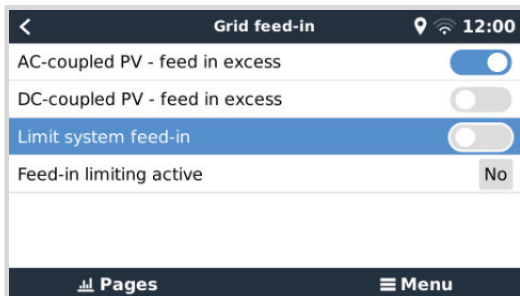 Grid feed-in 12:00
AC-coupled PV - feed in excess
DC-coupled PV - feed in excess
Limit system feed-in
Feed-in limiting active No
Pages Menu